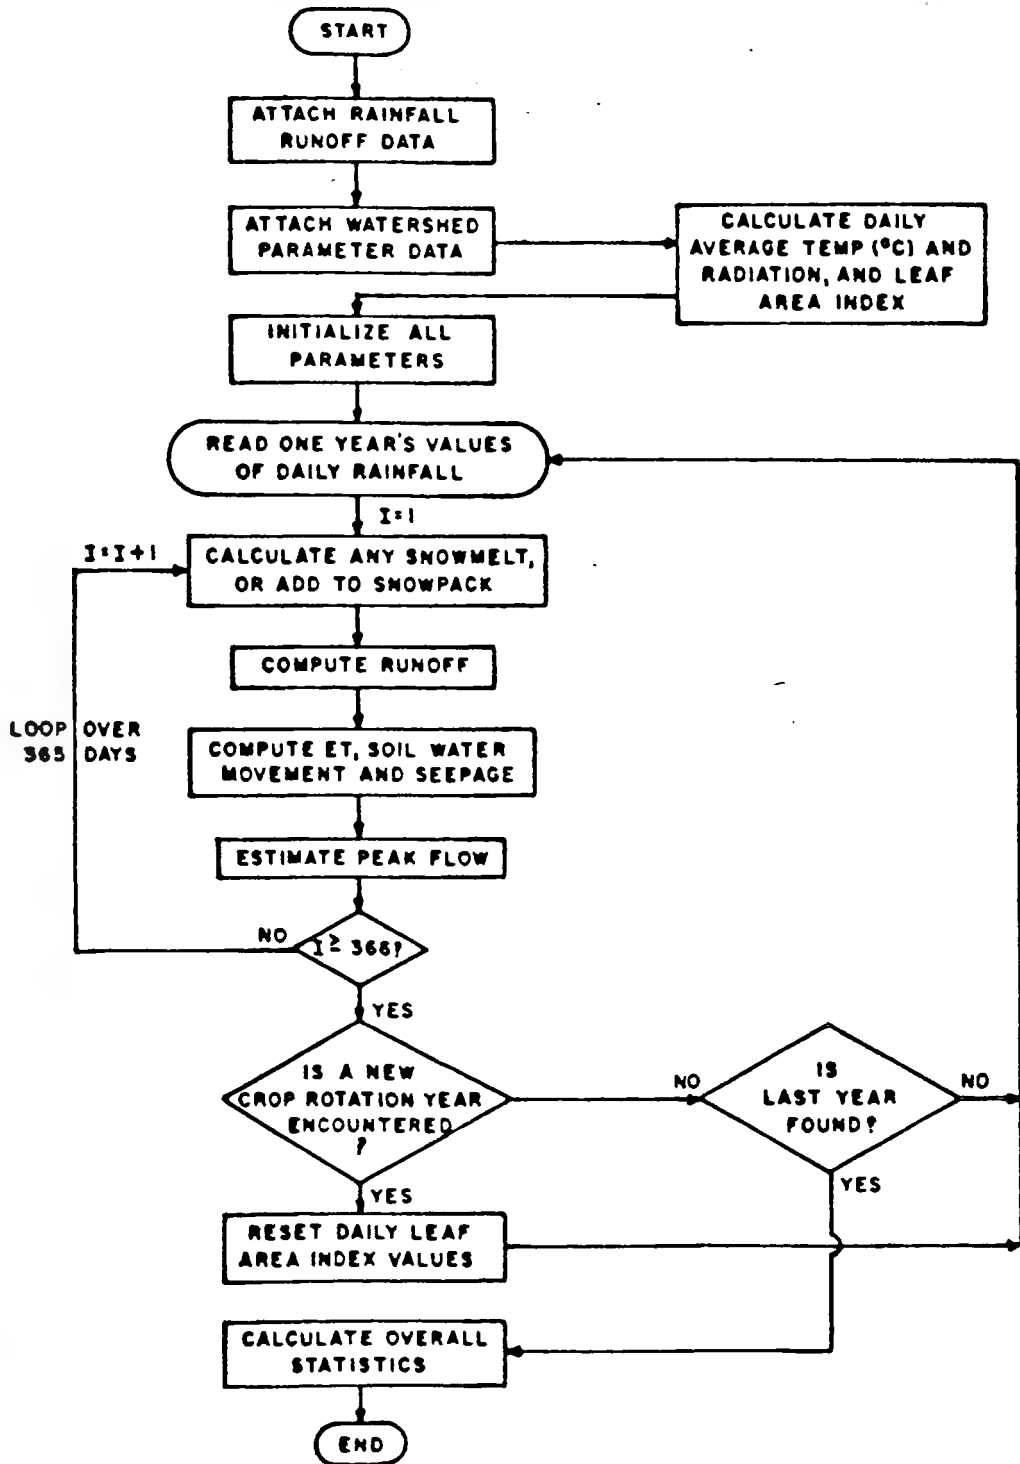 START
ATTACH RAINFALL
RUNOFF DATA
ATTACH WATERSHED
PARAMETER DATA
CALCULATE DAILY
AVERAGE TEMP (°C) AND
RADIATION, AND LEAF
AREA INDEX
INITIALIZE ALL
PARAMETERS
READ ONE YEAR'S VALUES
OF DAILY RAINFALL
I=1
I=I+1
CALCULATE ANY SNOWMELT,
OR ADD TO SNOWPACK
COMPUTE RUNOFF
LOOP OVER
365 DAYS
COMPUTE ET, SOIL WATER
MOVEMENT AND SEEPAGE
ESTIMATE PEAK FLOW
NO
I ≥ 366?
YES
IS A NEW
CROP ROTATION YEAR
ENCOUNTERED
?
NO
IS
LAST YEAR
FOUND?
NO
YES
YES
RESET DAILY LEAF
AREA INDEX VALUES
CALCULATE OVERALL
STATISTICS
END